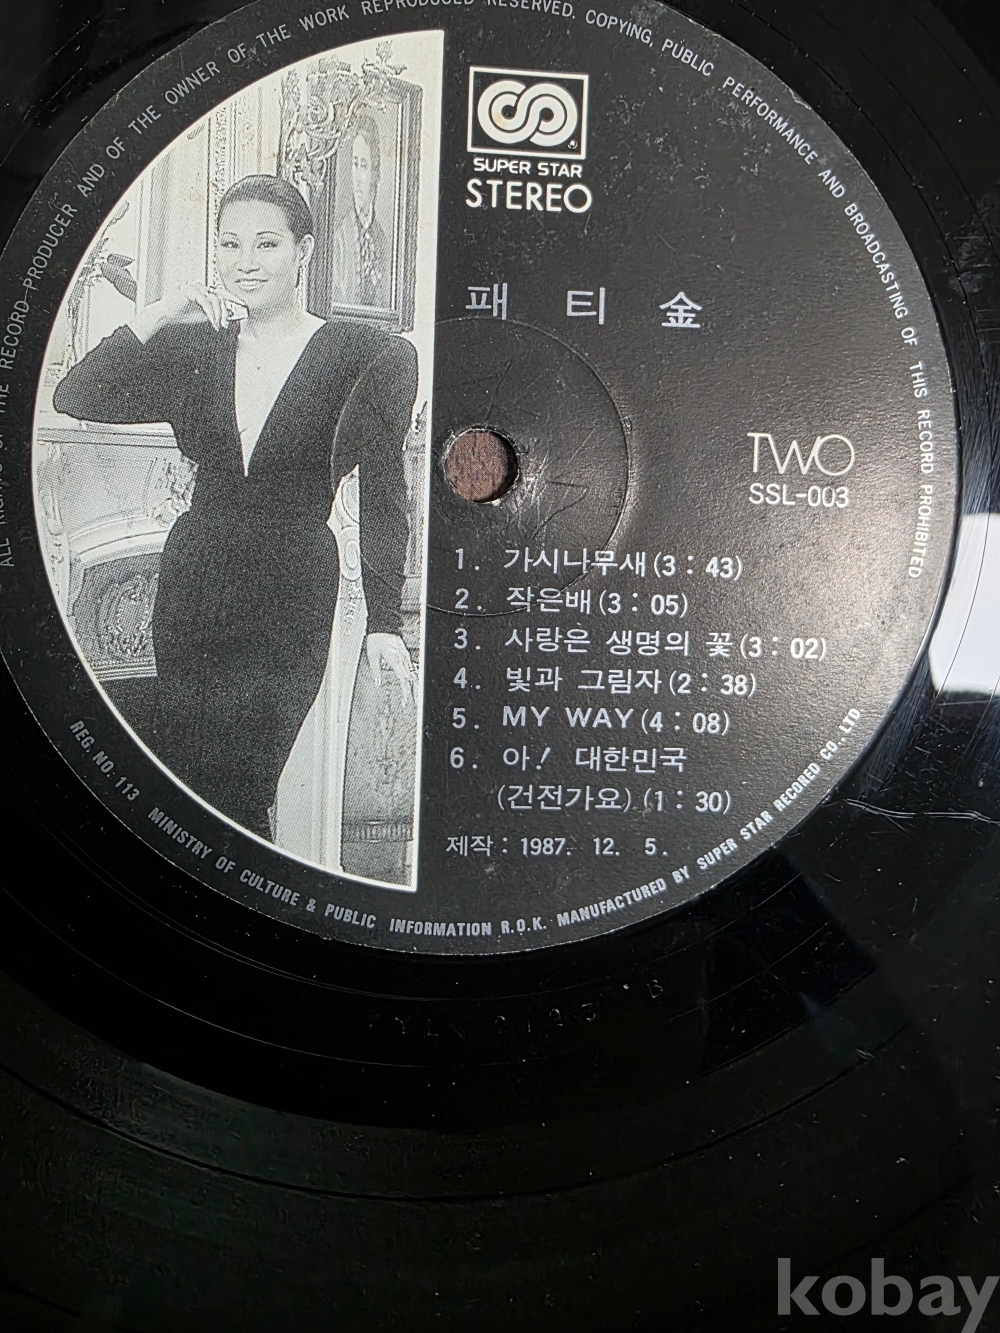 ALL RIGHTS OF THE RECORD PRODUCER AND OF THE OWNER OF THE WORK REPRODUCED RESERVED. COPYING, PUBLIC PERFORMANCE AND BROADCASTING OF THIS RECORD PROHIBITED
SUPER STAR
STEREO
패 티 金
TWO
SSL-003
1. 가시나무새 (3 : 43)
2. 작은배 (3 : 05)
3. 사랑은 생명의 꽃 (3 : 02)
4. 빛과 그림자 (2 : 38)
5. MY WAY (4 : 08)
6. 아! 대한민국
(건전가요) (1 : 30)
제작 : 1987. 12. 5.
REG. NO. 113 MINISTRY OF CULTURE & PUBLIC INFORMATION R.O.K. MANUFACTURED BY SUPER STAR RECORED CO., LTD
B
kobay